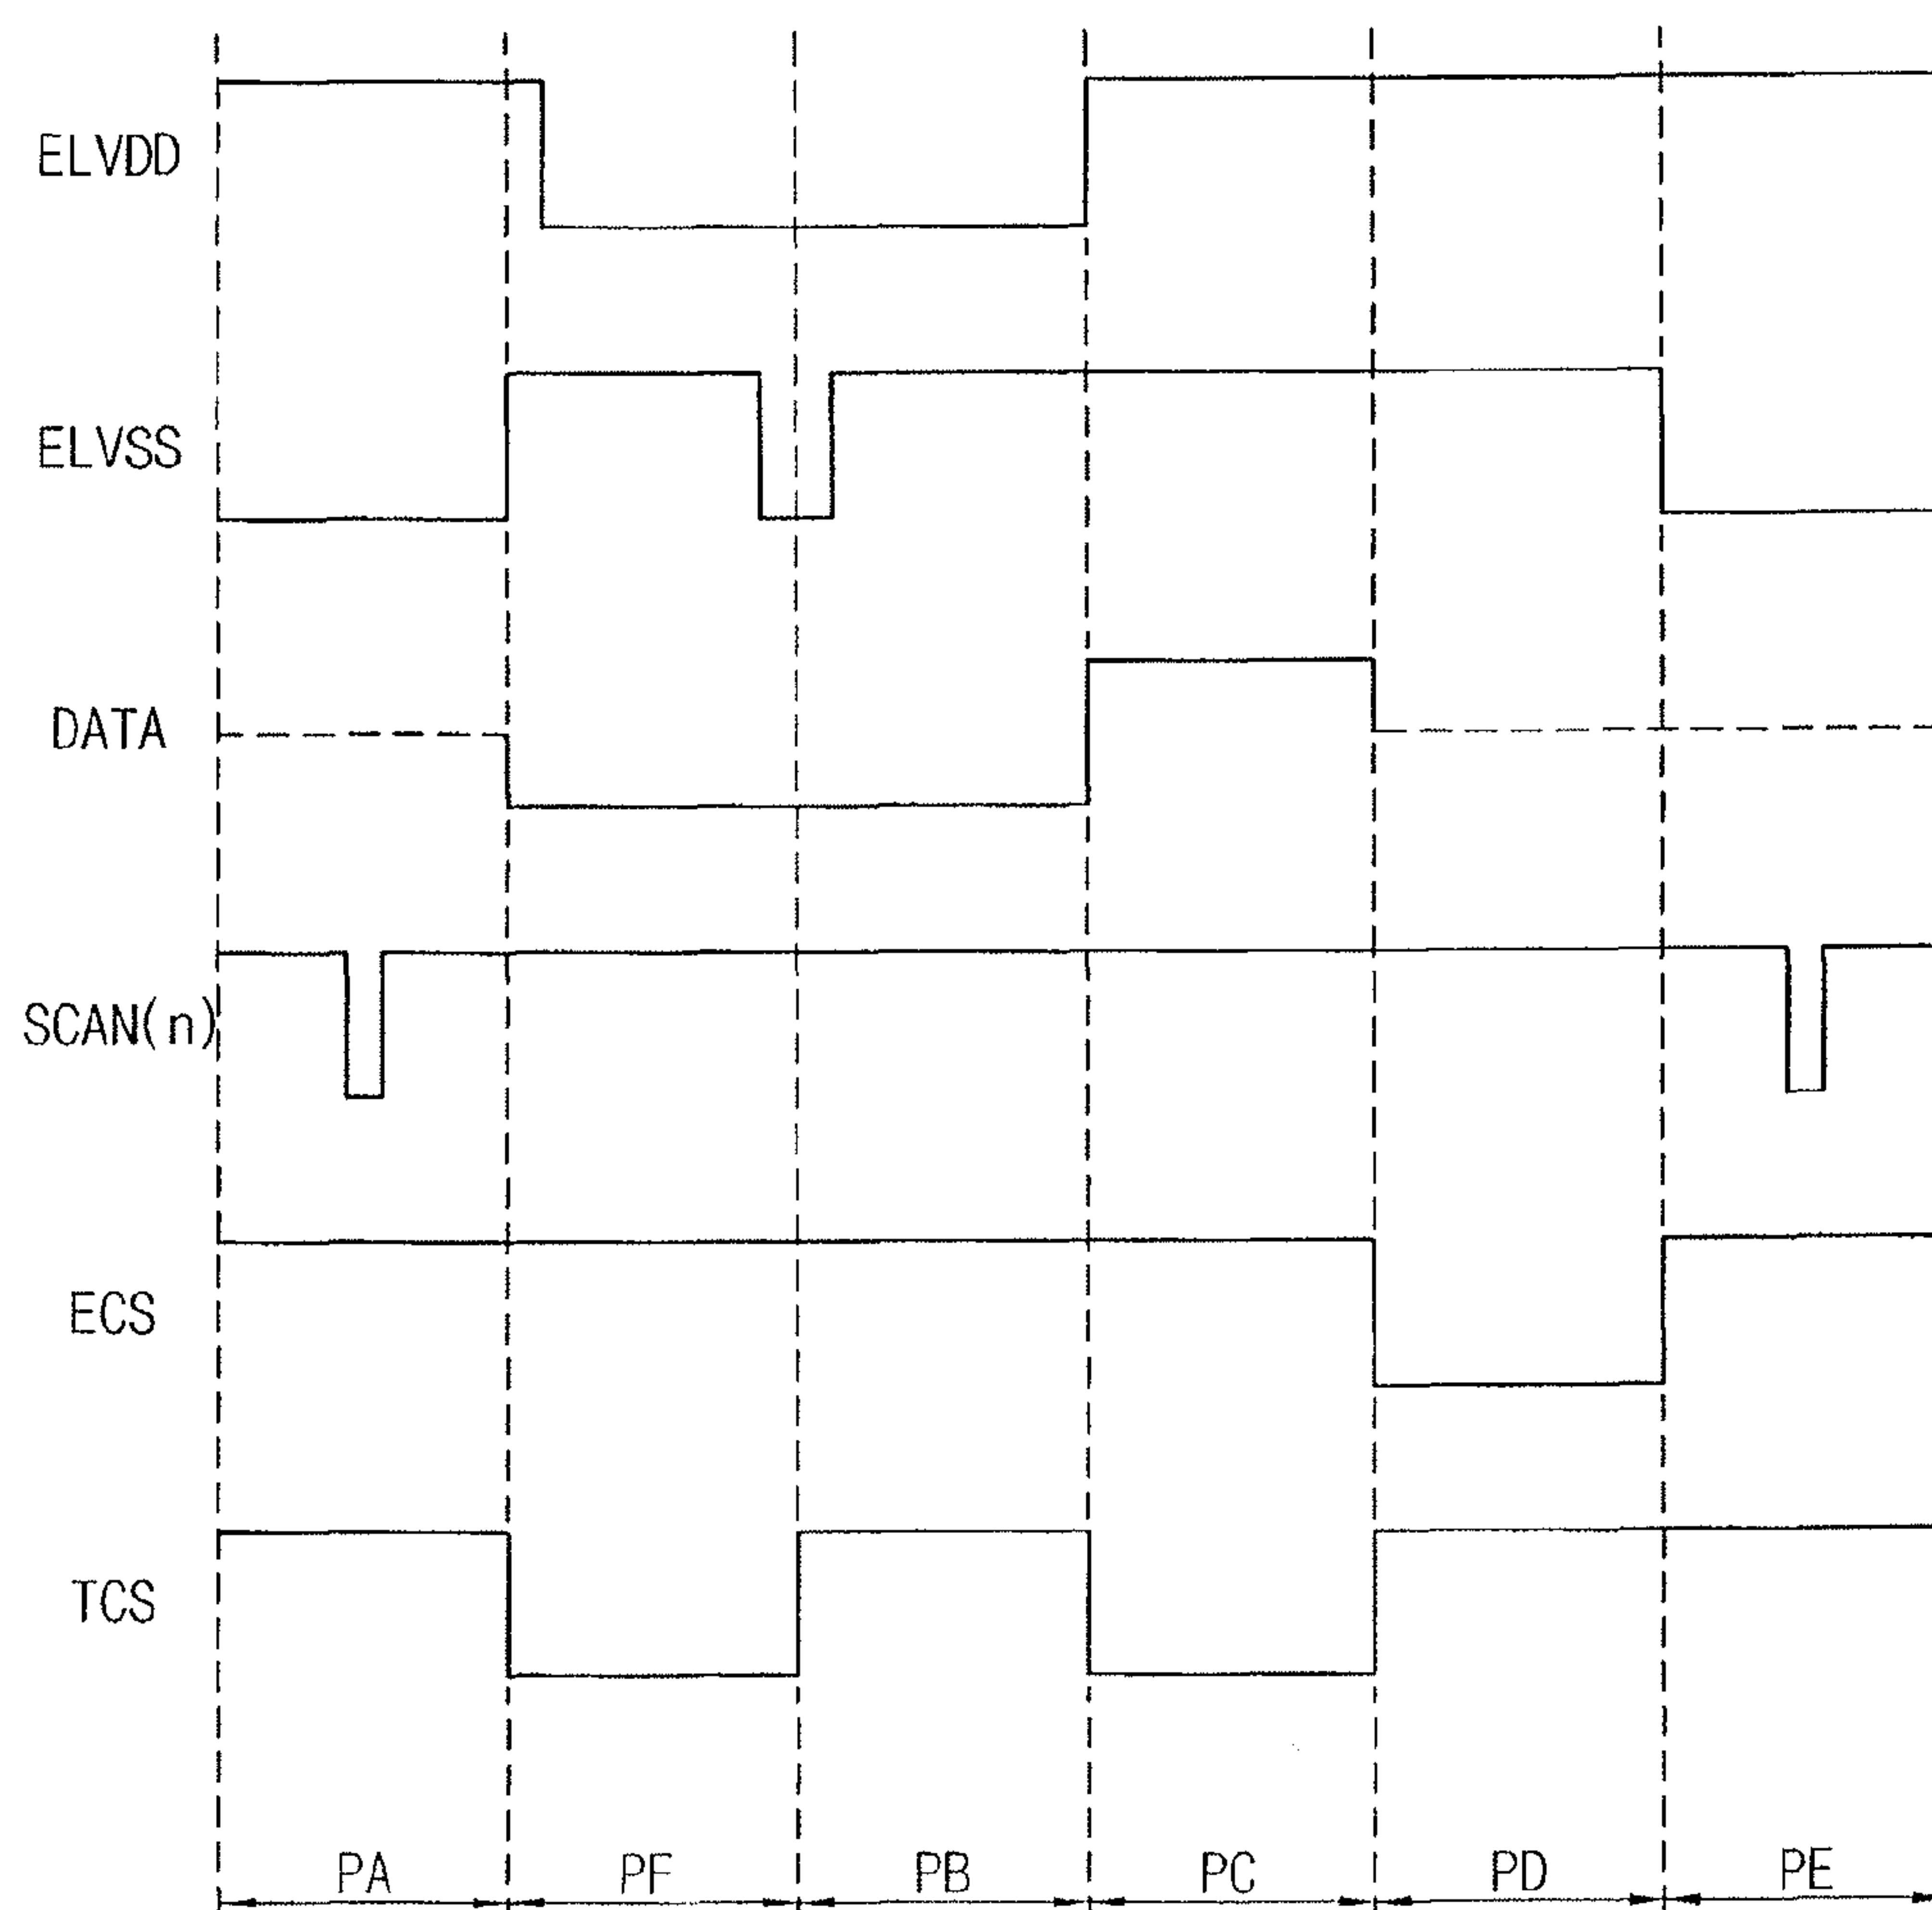 ELVDD
ELVSS
DATA
SCAN(n)
ECS
TCS
PA PF PB PC PD PE